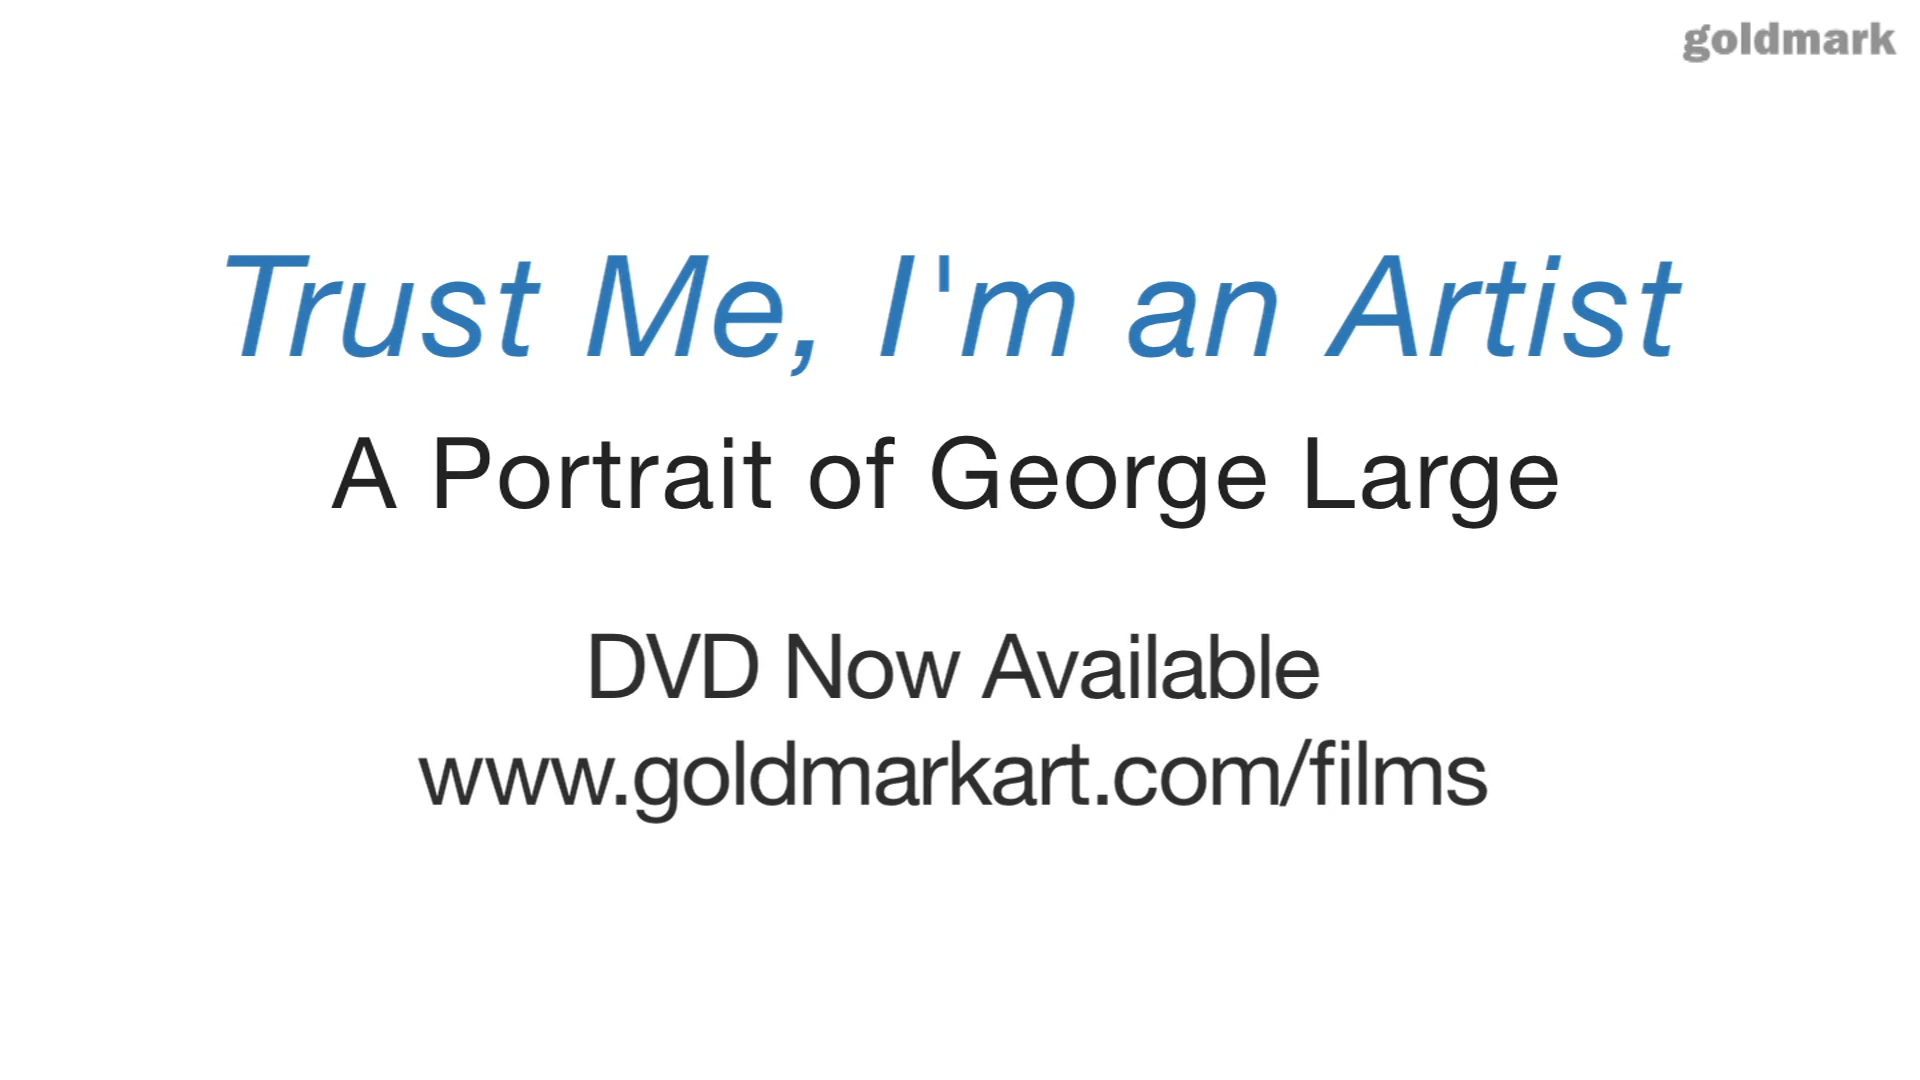 goldmark
Trust Me, I'm an Artist
A Portrait of George Large
DVD Now Available
www.goldmarkart.com/films